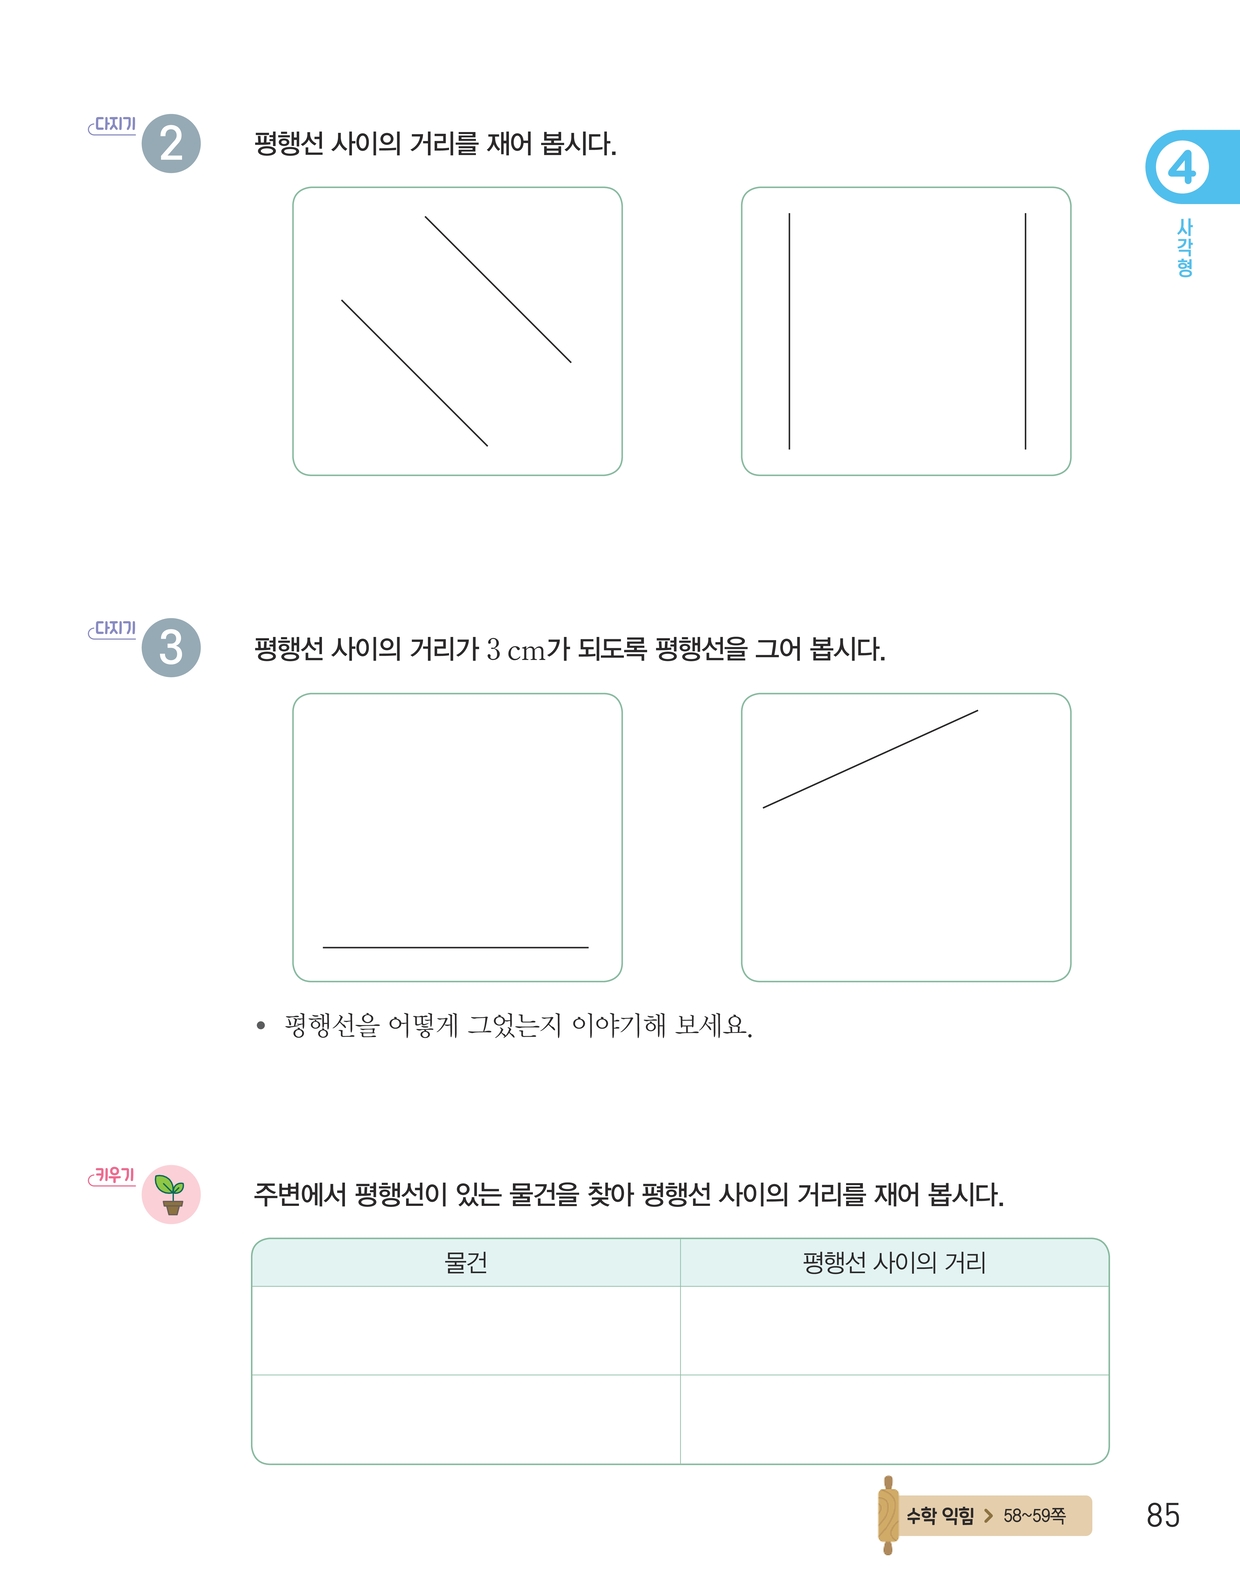 다지기
2
평행선 사이의 거리를 재어 봅시다.
4
사각형
다지기
3
평행선 사이의 거리가 3 cm가 되도록 평행선을 그어 봅시다.
• 평행선을 어떻게 그었는지 이야기해 보세요.
키우기
주변에서 평행선이 있는 물건을 찾아 평행선 사이의 거리를 재어 봅시다.
물건 평행선 사이의 거리
수학 익힘 > 58~59쪽
85